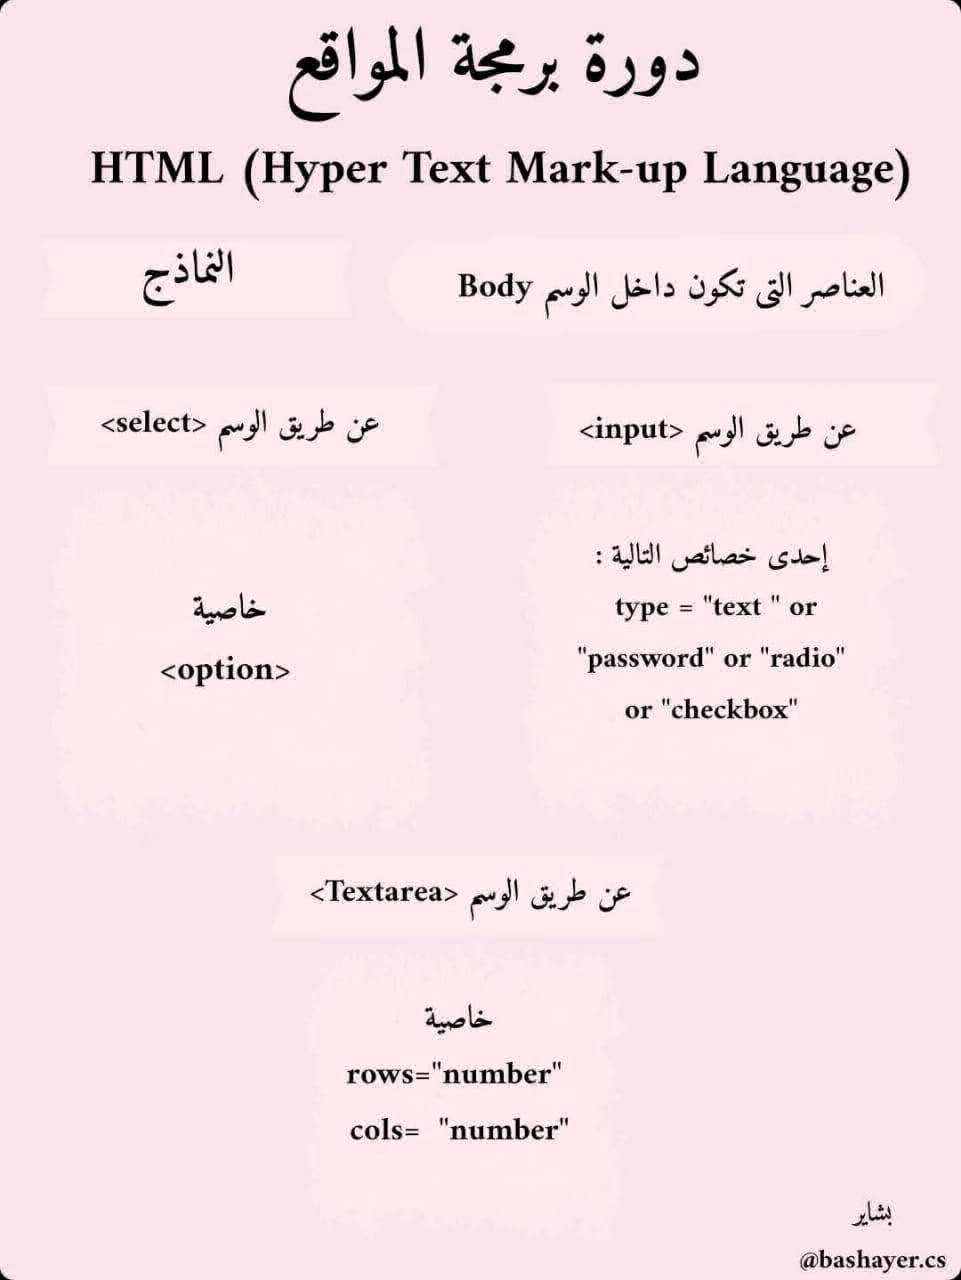 دورة برمجة المواقع
HTML (Hyper Text Mark-up Language)
العناصر التى تكون داخل الوسم Body
النماذج
عن طريق الوسم <input>
إحدى خصائص التالية :
type = "text " or
"password" or "radio"
or "checkbox"
عن طريق الوسم <select>
خاصية
<option>
عن طريق الوسم <Textarea>
خاصية
rows="number"
cols= "number"
بشاير
@bashayer.cs